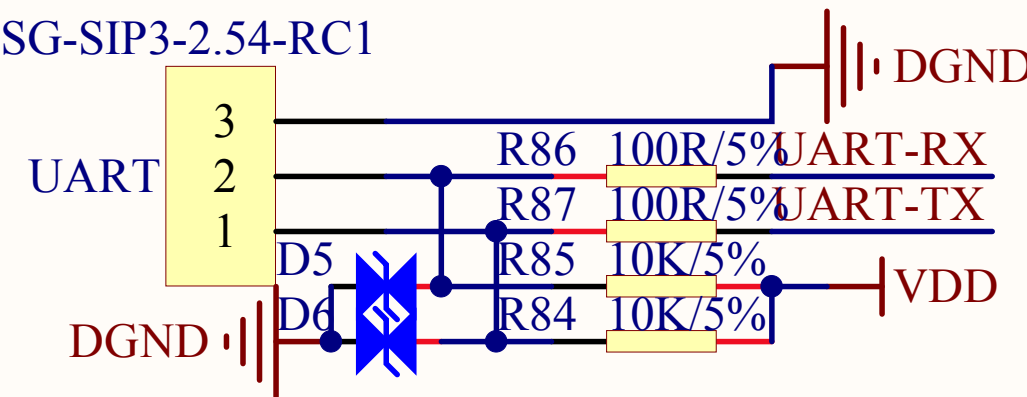 SG-SIP3-2.54-RC1
DGND
3
R86 100R/5% UART-RX
UART 2
R87 100R/5% UART-TX
1
D5 R85 10K/5%
VDD
D6 R84 10K/5%
DGND